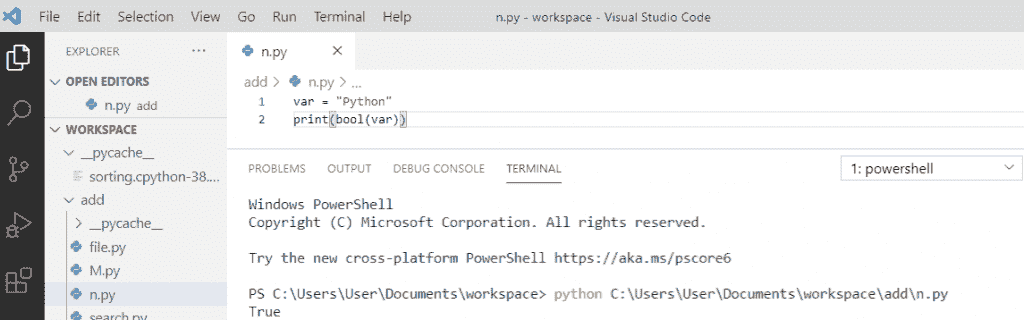 File Edit Selection View Go Run Terminal Help n.py - workspace - Visual Studio Code
EXPLORER ...
OPEN EDITORS
n.py add
WORKSPACE
__pycache__
sorting.cpython-38....
add
__pycache__
file.py
M.py
n.py
search.py
n.py
add > n.py > ...
1 var = "Python"
2 print(bool(var))
PROBLEMS OUTPUT DEBUG CONSOLE TERMINAL 1: powershell
Windows PowerShell
Copyright (C) Microsoft Corporation. All rights reserved.
Try the new cross-platform PowerShell https://aka.ms/pscore6
PS C:\Users\User\Documents\workspace> python C:\Users\User\Documents\workspace\add\n.py
True